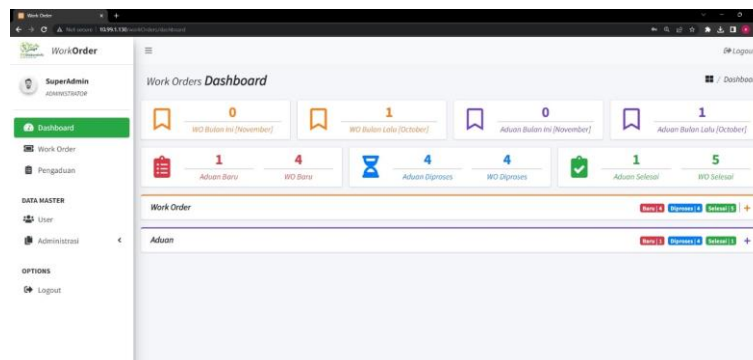 Work Order
Not secure
WorkOrder
Logout
SuperAdmin
ADMINISTRATOR
Work Orders Dashboard
/ Dashboa
Dashboard
Work Order
Pengaduan
DATA MASTER
User
Administrasi
OPTIONS
Logout
0
WO Bulan Ini [November]
1
WO Bulan Lalu [October]
0
Aduan Bulan Ini [November]
1
Aduan Bulan Lalu [October]
1
Aduan Baru
4
WO Baru
4
Aduan Diproses
4
WO Diproses
1
Aduan Selesai
5
WO Selesai
Work Order
Baru | 4 Diproses | 4 Selesai | 5
Aduan
Baru | 1 Diproses | 4 Selesai | 1